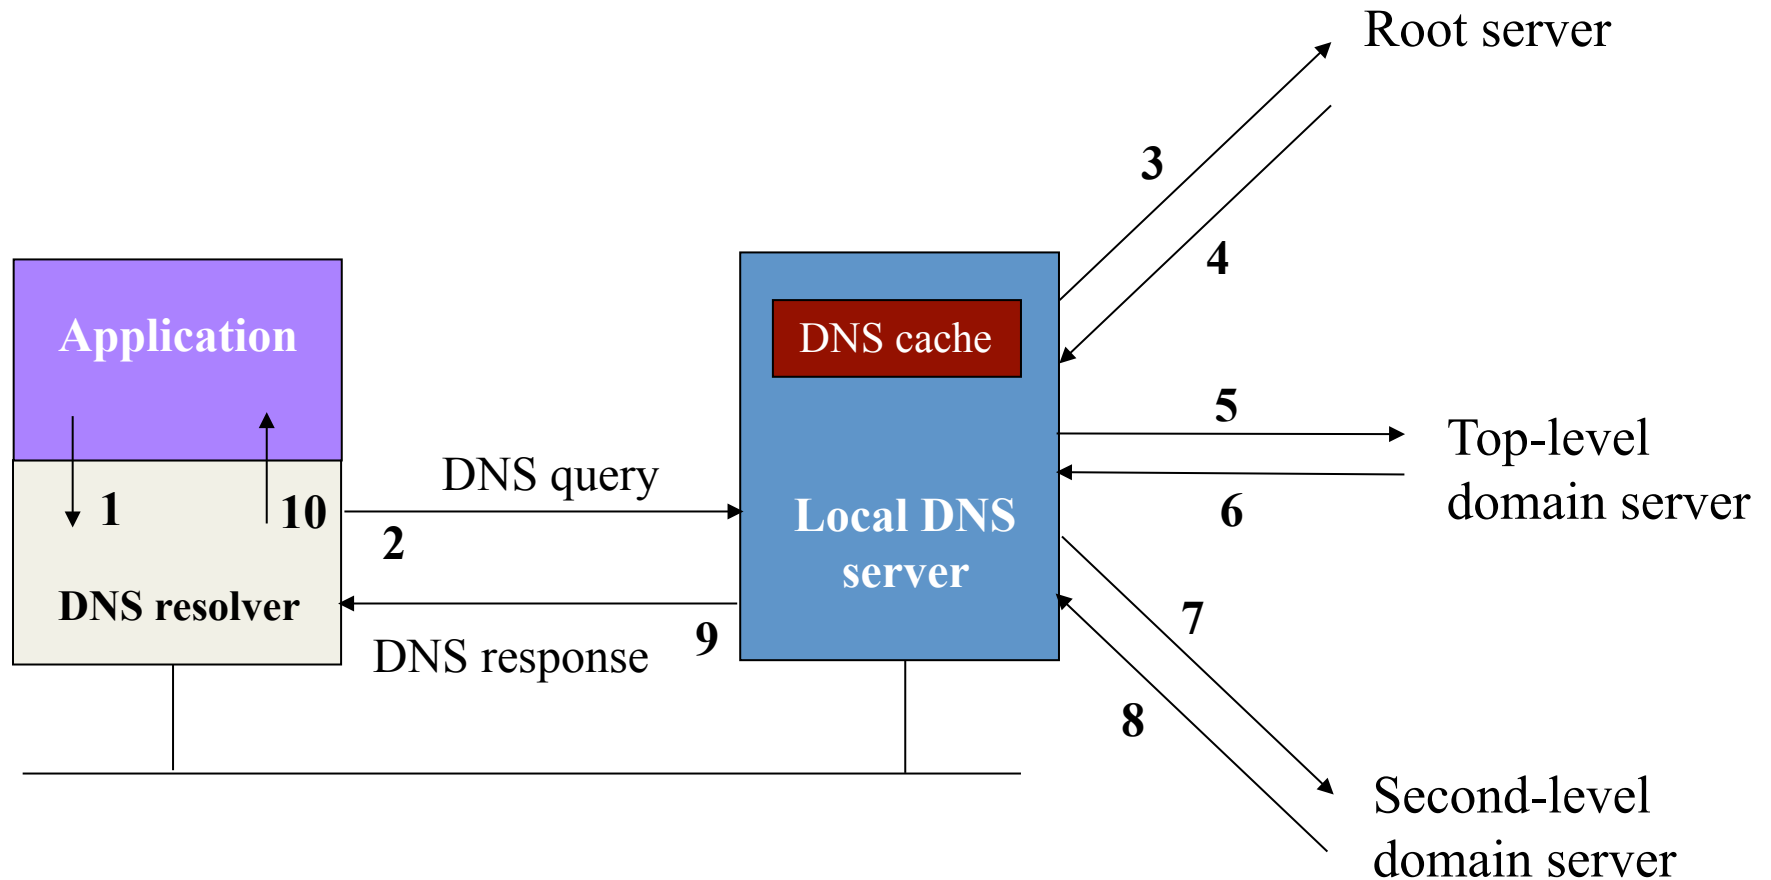 Root server
3
4
Application
DNS cache
5
Top-level
domain server
6
1
10
DNS query
2
Local DNS
server
DNS resolver
9
DNS response
7
8
Second-level
domain server